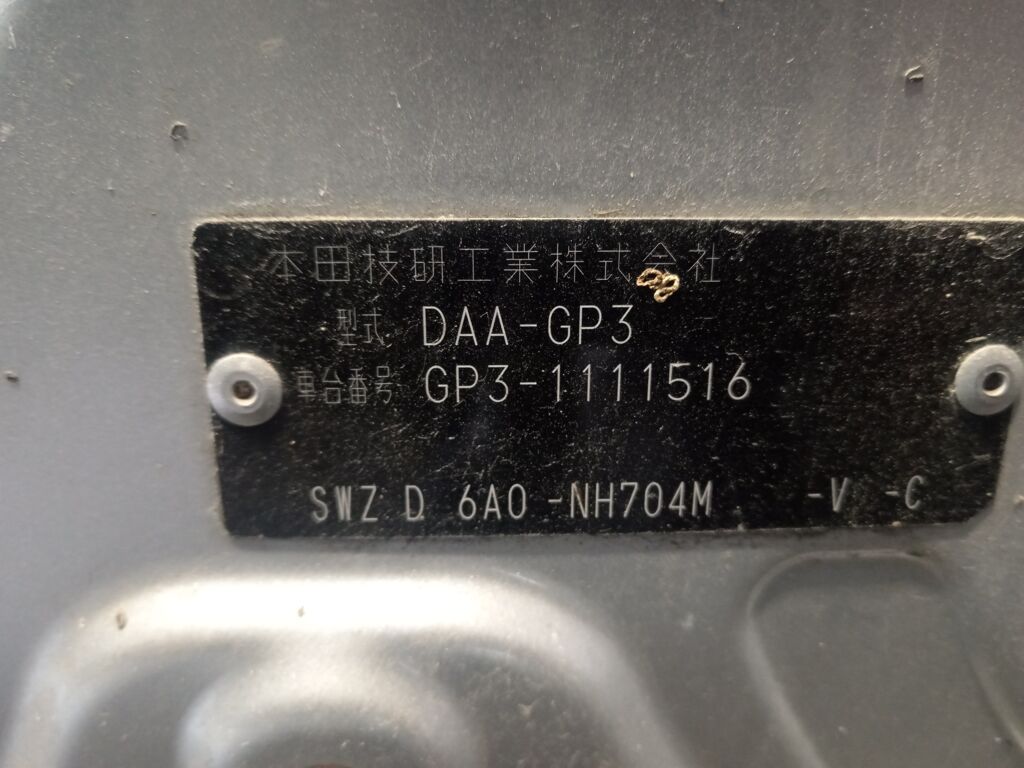 本田技研工業株式会社
型式 DAA-GP3
車台番号 GP3-1111516
SWZ D 6A0 -NH704M -V -C